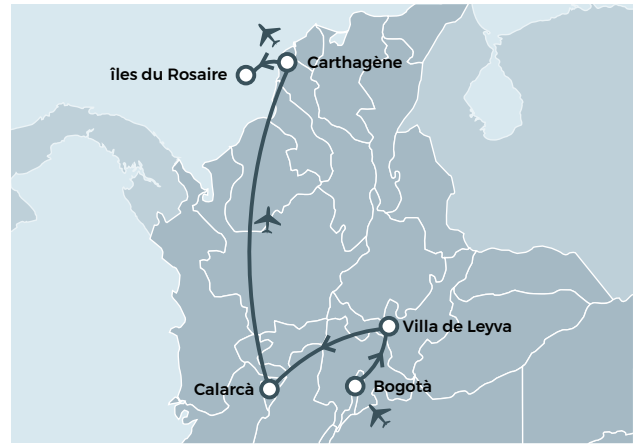 Carthagène
îles du Rosaire
Villa de Leyva
Calarcà
Bogotà